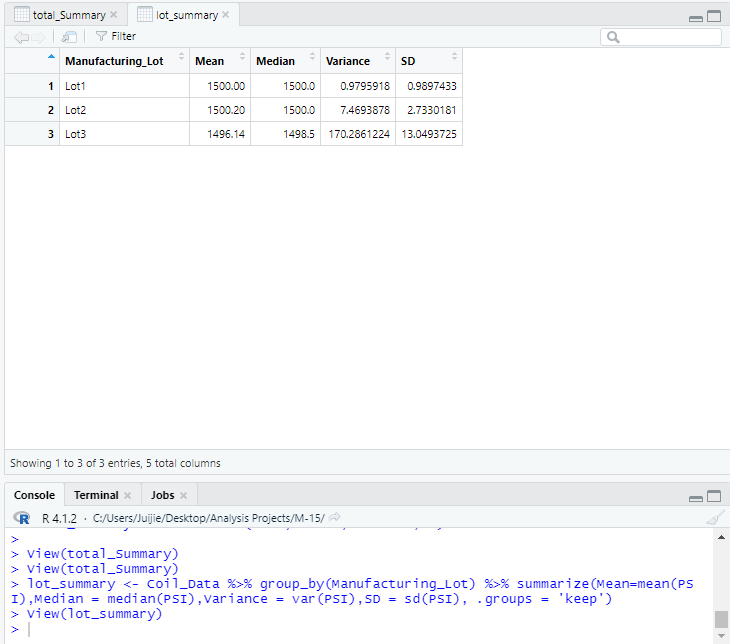 total_Summary × lot_summary ×
Filter
Manufacturing_Lot Mean Median Variance SD
1 Lot1 1500.00 1500.0 0.9795918 0.9897433
2 Lot2 1500.20 1500.0 7.4693878 2.7330181
3 Lot3 1496.14 1498.5 170.2861224 13.0493725
Showing 1 to 3 of 3 entries, 5 total columns
Console Terminal × Jobs ×
R R 4.1.2 · C:/Users/Juijie/Desktop/Analysis Projects/M-15/
>
> View(total_Summary)
> View(total_Summary)
> lot_summary <- Coil_Data %>% group_by(Manufacturing_Lot) %>% summarize(Mean=mean(PS
I),Median = median(PSI),Variance = var(PSI),SD = sd(PSI), .groups = 'keep')
> View(lot_summary)
>